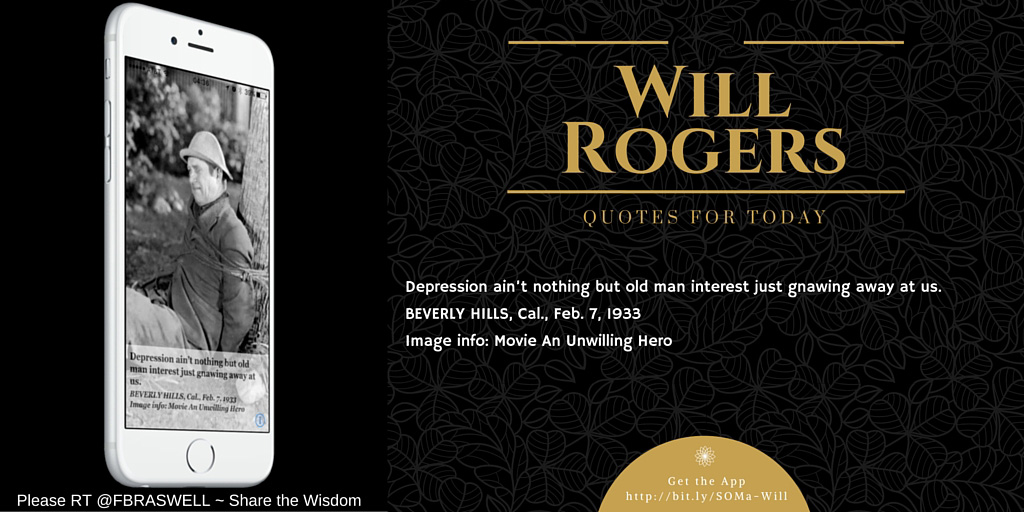 04:36
39%
Depression ain't nothing but old
man interest just gnawing away at
us.
BEVERLY HILLS, Cal., Feb. 7, 1933
Image info: Movie An Unwilling Hero
Please RT @FBRASWELL ~ Share the Wisdom
WILL
ROGERS
QUOTES FOR TODAY
Depression ain't nothing but old man interest just gnawing away at us.
BEVERLY HILLS, Cal., Feb. 7, 1933
Image info: Movie An Unwilling Hero
Get the App
http://bit.ly/SOMa-Will